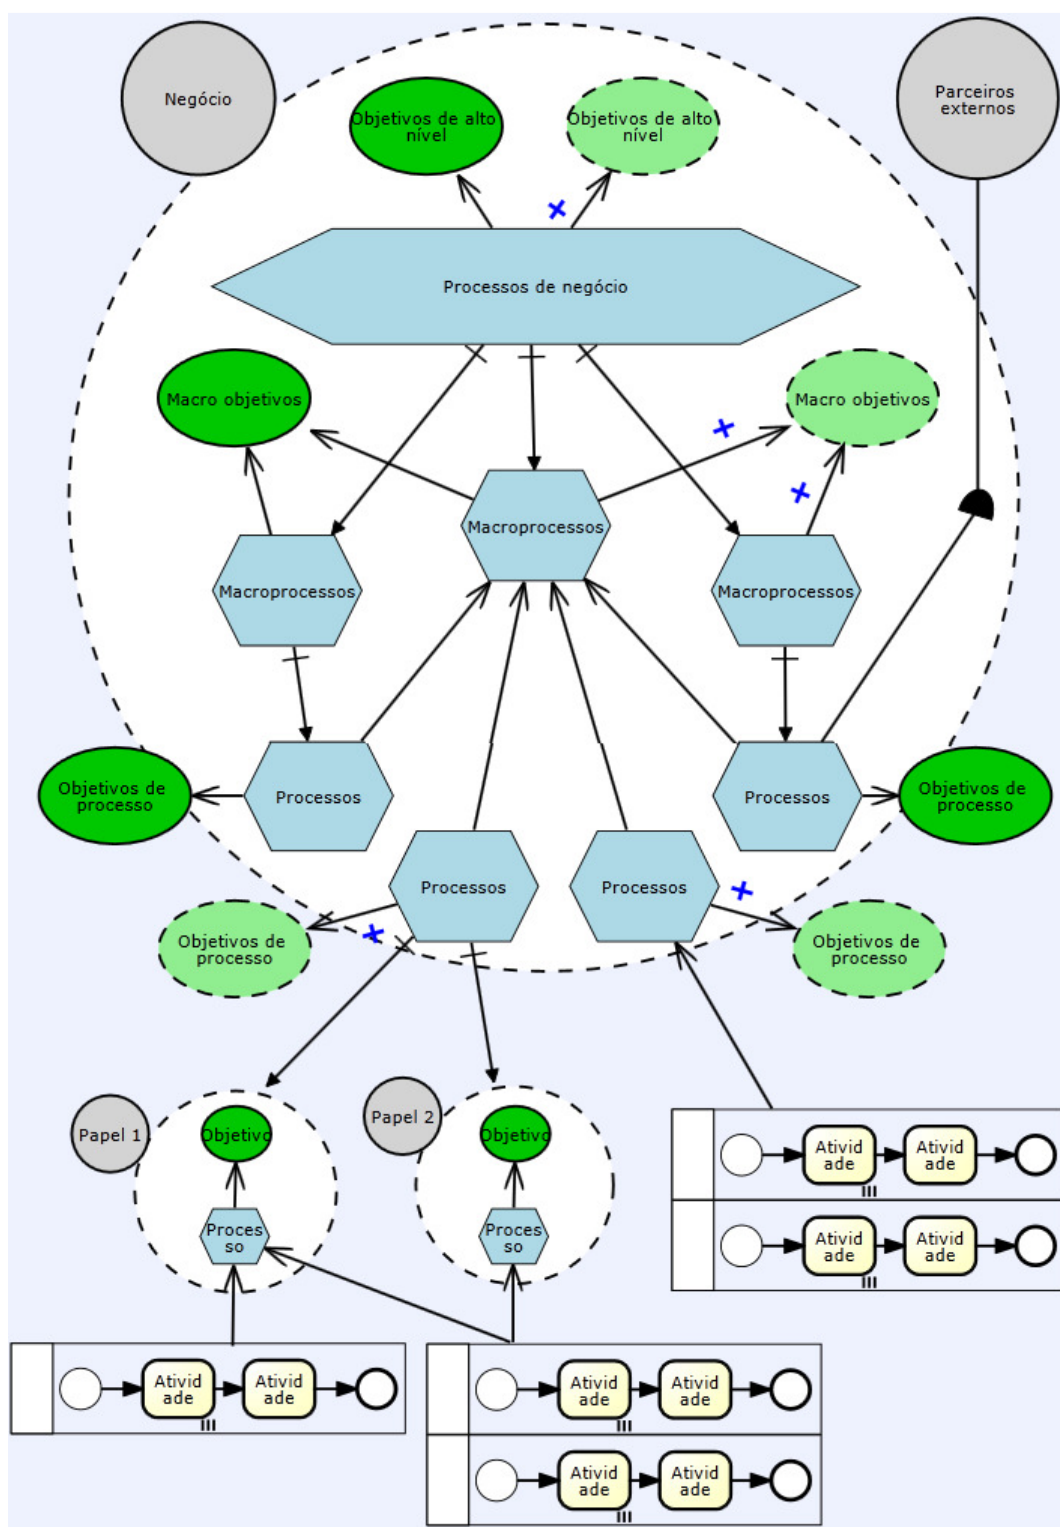 Negócio
Objetivos de alto
nível
Objetivos de alto
nível
Parceiros
externos
Processos de negócio
Macro objetivos
Macro objetivos
Macroprocessos
Macroprocessos
Macroprocessos
Objetivos de
processo
Processos
Processos
Objetivos de
processo
Processos
Processos
Objetivos de
processo
Objetivos de
processo
Papel 1
Objetivo
Papel 2
Objetivo
Proces
so
Proces
so
Ativid
ade
Ativid
ade
Ativid
ade
Ativid
ade
Ativid
ade
Ativid
ade
Ativid
ade
Ativid
ade
Ativid
ade
Ativid
ade